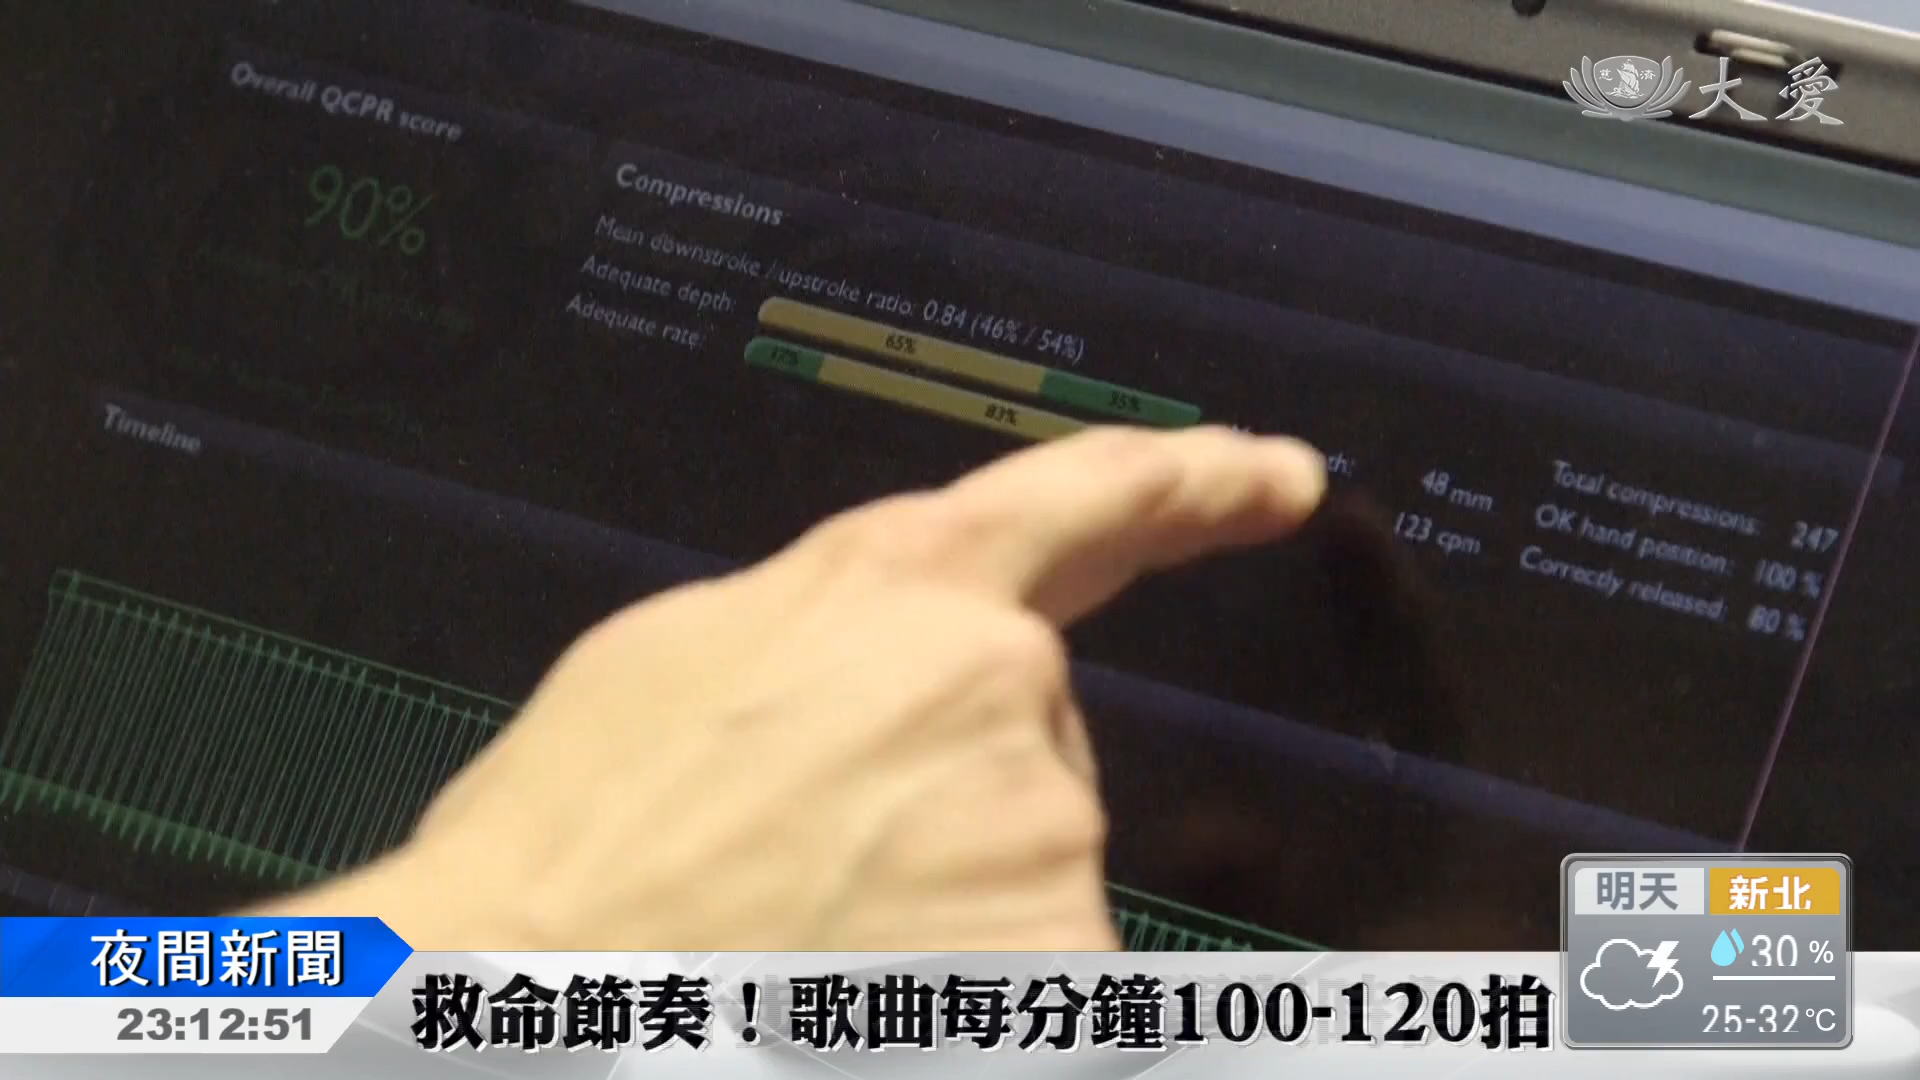 慈濟 大愛
Overall QCPR score
90%
Compressions
Mean downstroke / upstroke ratio: 0.84 (46% / 54%)
Adequate depth:
65% 35%
Adequate rate:
17% 83%
48 mm
123 cpm
Total compressions: 247
OK hand position: 100 %
Correctly released: 80 %
Timeline
明天 新北
30 %
25-32°C
夜間新聞
23:12:51
救命節奏！歌曲每分鐘100-120拍